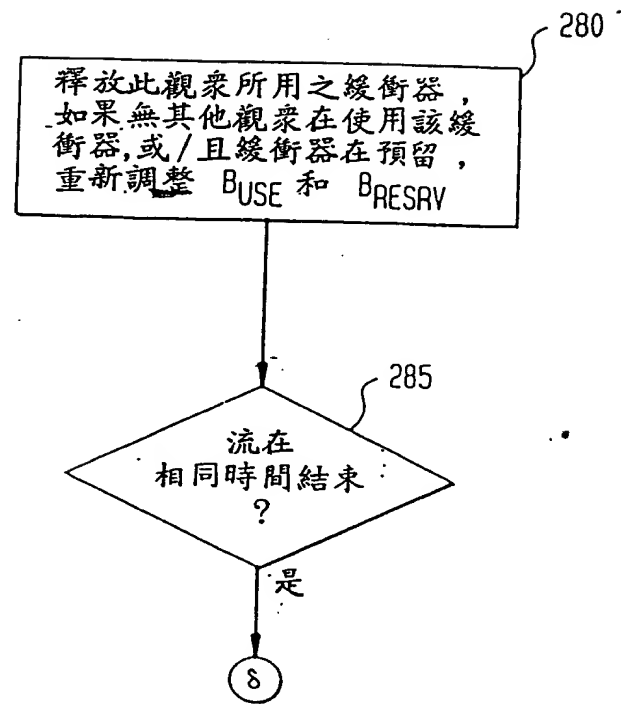 280
釋放此觀衆所用之緩衝器,
如果無其他觀衆在使用該緩
衝器,或/且緩衝器在預留,
重新調整 BUSE 和 BRESRV
285
流在
相同時間結束
?
是
δ